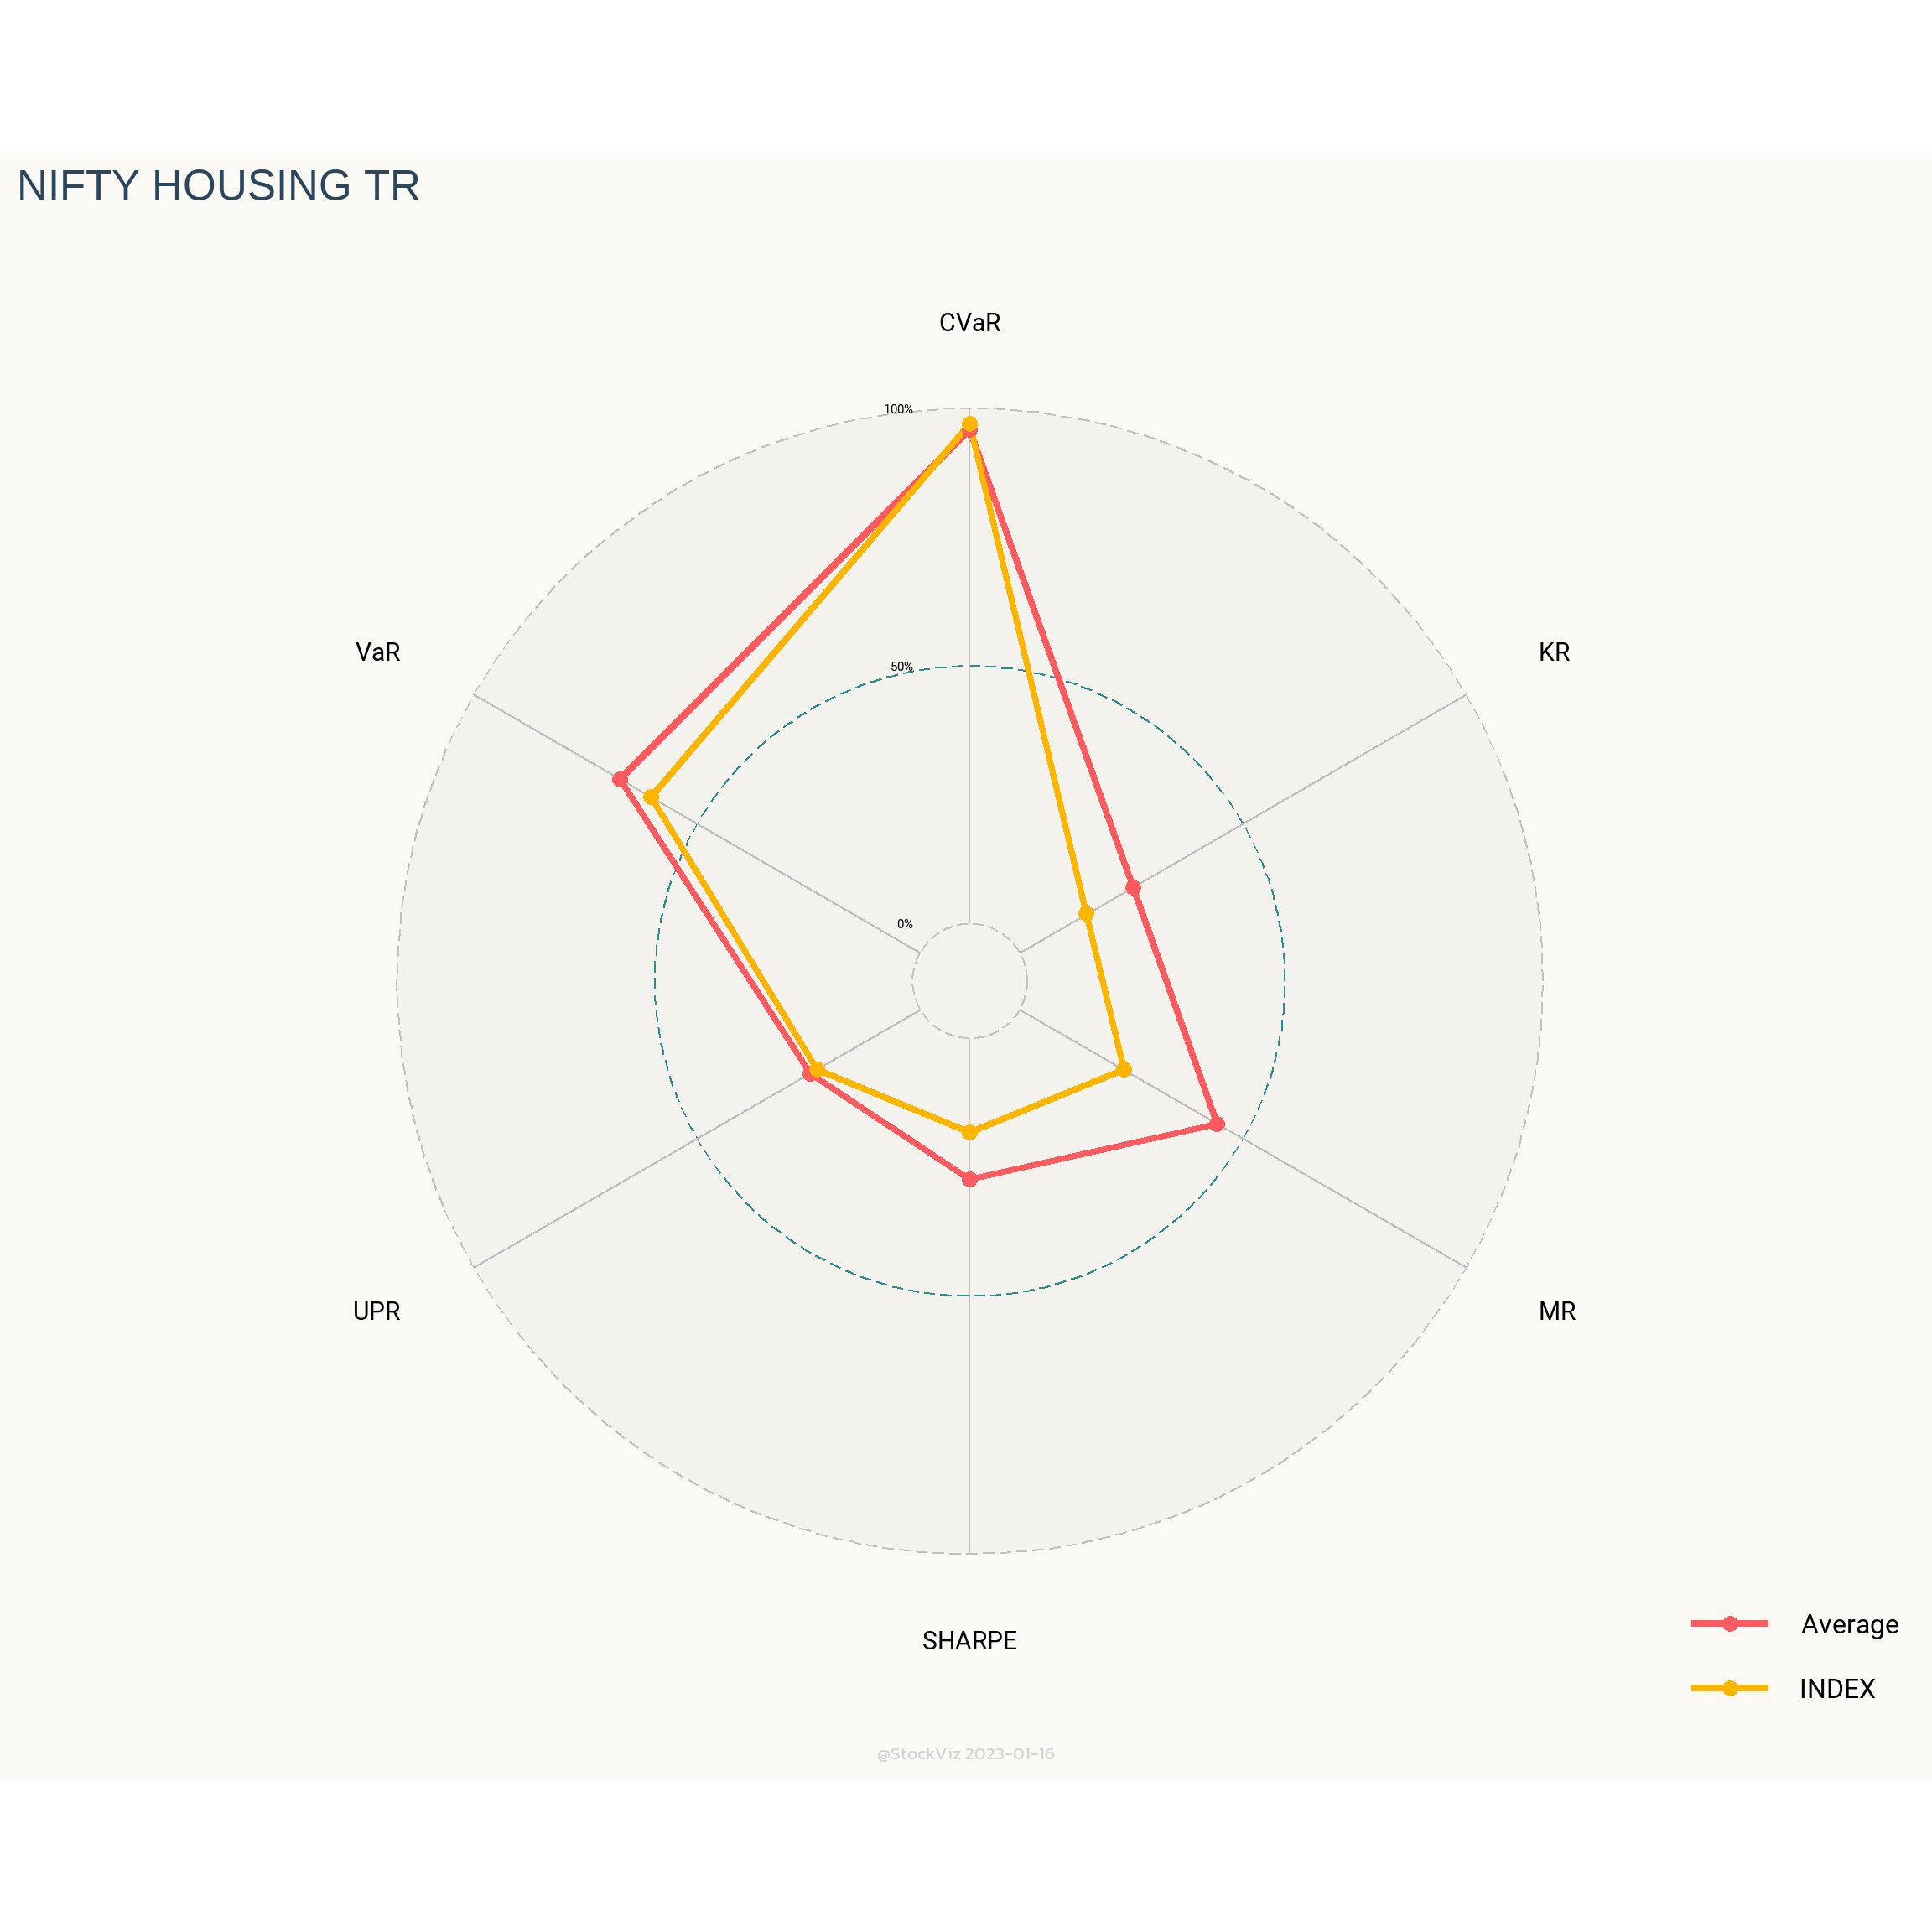 NIFTY HOUSING TR
CVaR
100%
VaR
KR
50%
0%
UPR
MR
SHARPE
Average
INDEX
@StockViz 2023-01-16